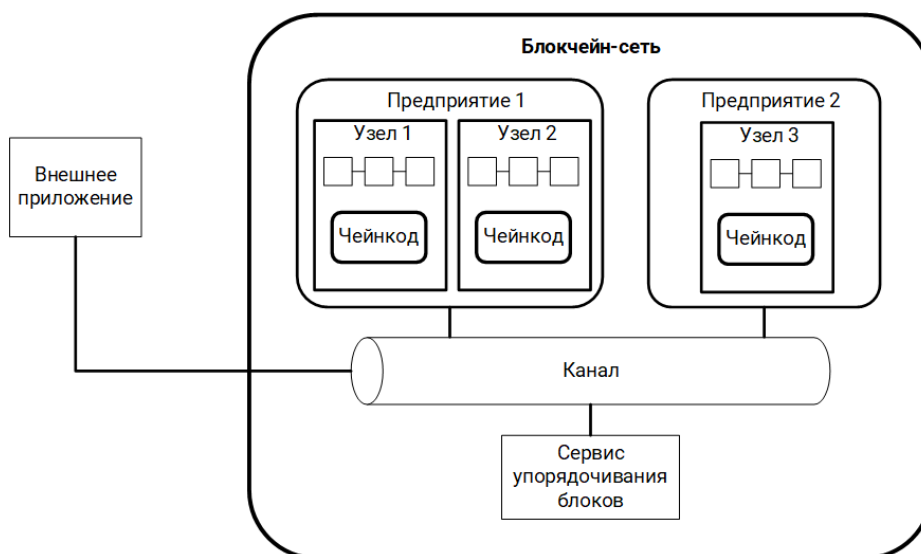 Блокчейн-сеть
Предприятие 1
Предприятие 2
Узел 1
Узел 2
Узел 3
Внешнее
приложение
Чейнкод
Чейнкод
Чейнкод
Канал
Сервис
упорядочивания
блоков